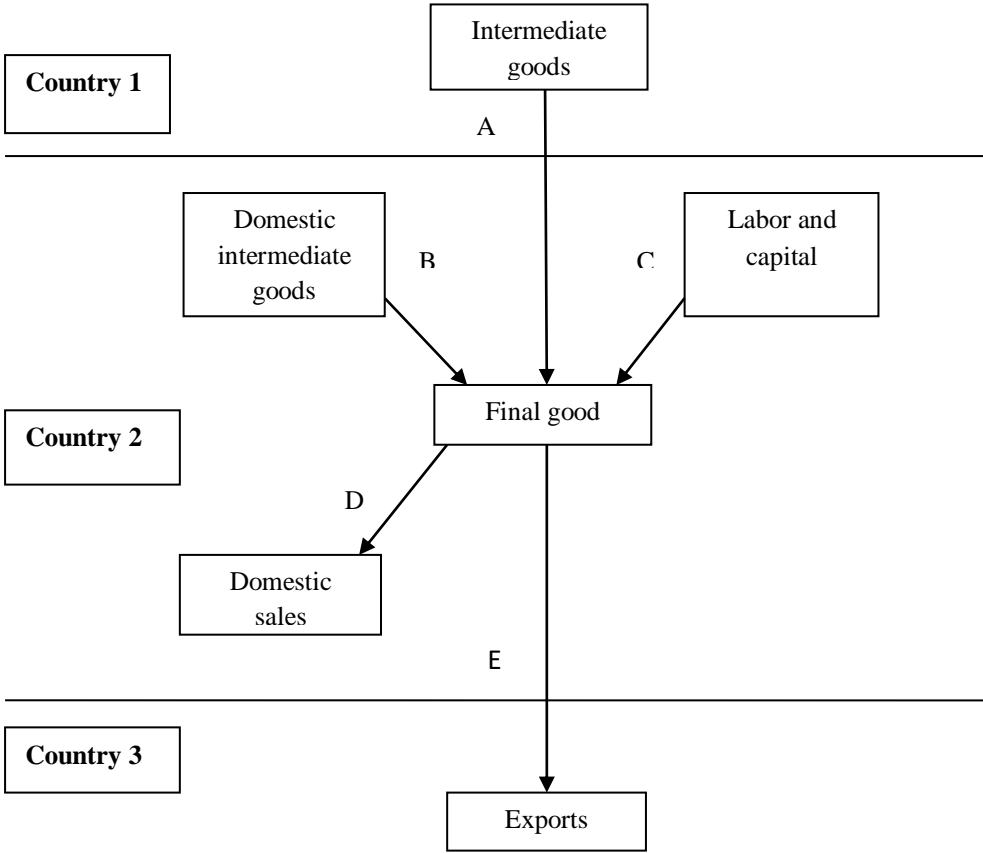 Intermediate
goods
Country 1
A
Domestic
intermediate
goods
B
C
Labor and
capital
Final good
Country 2
D
Domestic
sales
E
Country 3
Exports